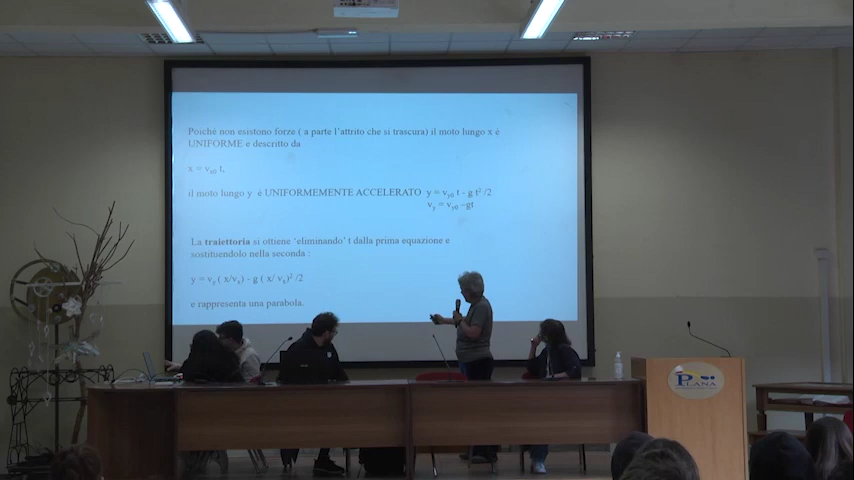 Poichè non esistono forze ( a parte l'attrito che si trascura) il moto lungo x è
UNIFORME e descritto da
x = vx0 t,
il moto lungo y è UNIFORMEMENTE ACCELERATO y = vy0 t - g t² /2
vy = vy0 –gt
La traiettoria si ottiene 'eliminando' t dalla prima equazione e
sostituendolo nella seconda :
y = vy ( x/vx) - g ( x/ vx)² /2
e rappresenta una parabola.
PLANA